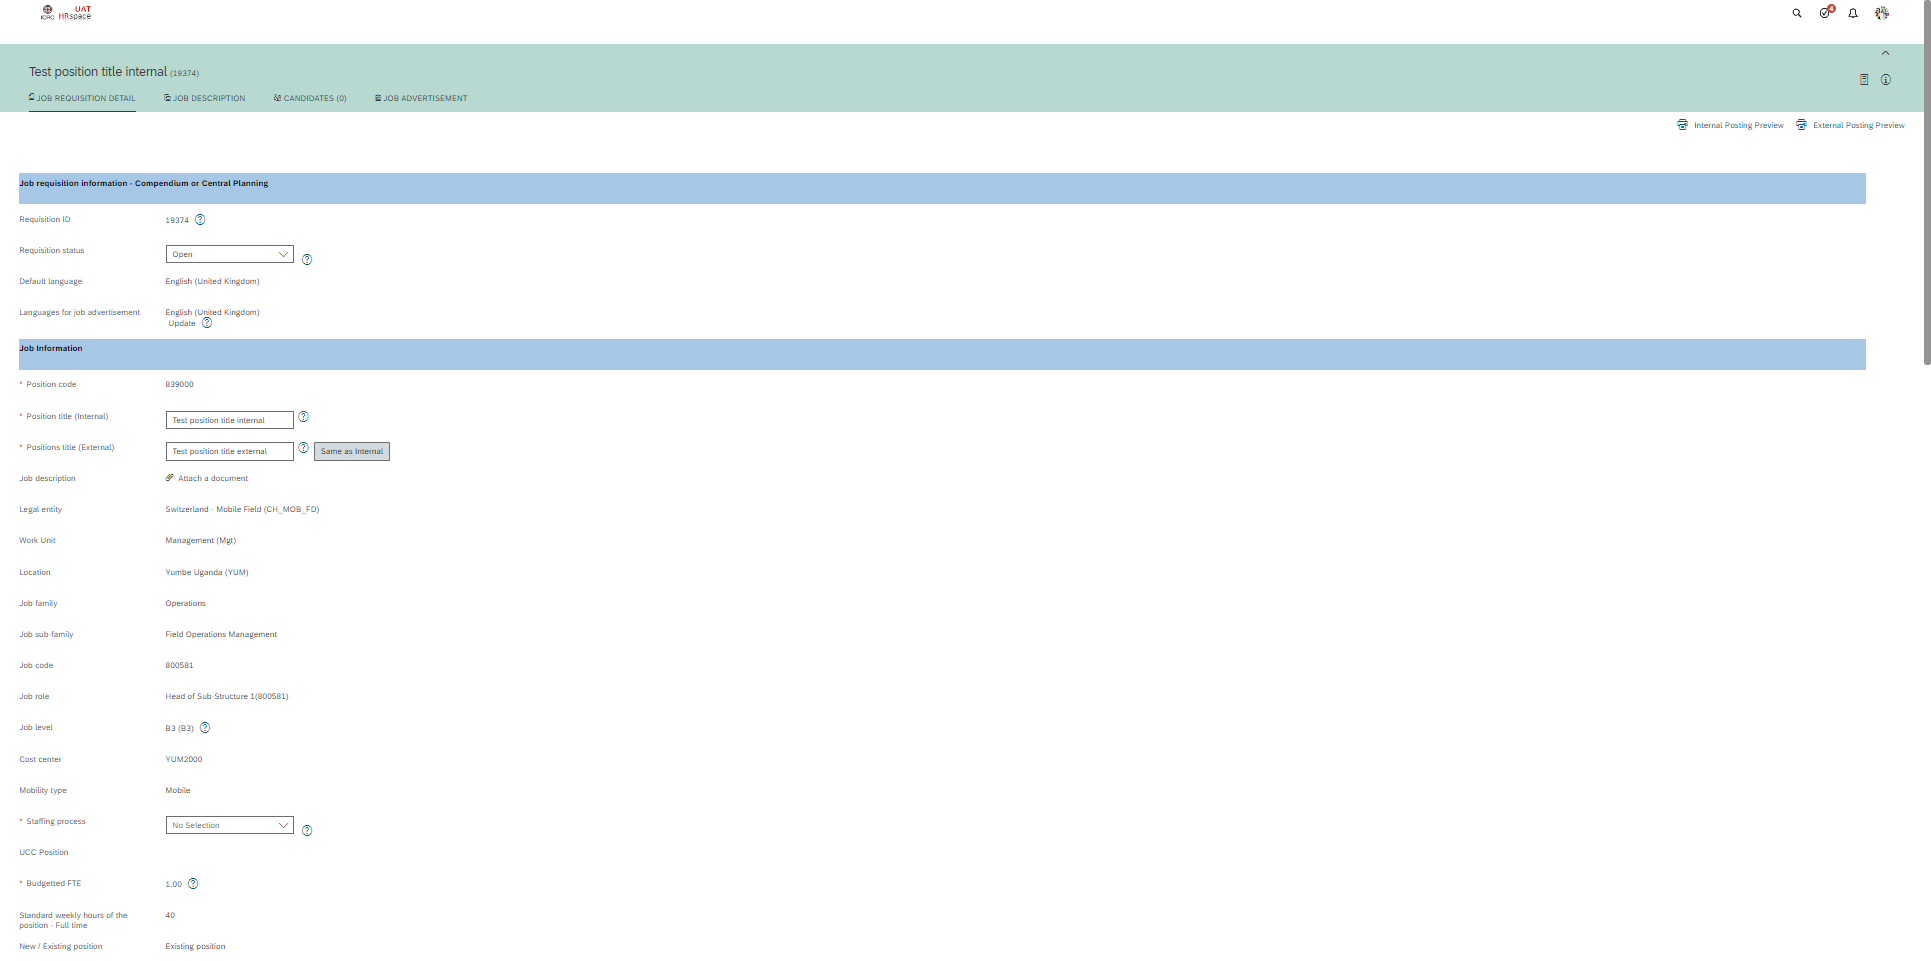 ICRC
UAT
HRspace
4
Test position title internal (19374)
JOB REQUISITION DETAIL
JOB DESCRIPTION
CANDIDATES (0)
JOB ADVERTISEMENT
Internal Posting Preview
External Posting Preview
Job requisition information - Compendium or Central Planning
Requisition ID
19374
Requisition status
Open
Default language
English (United Kingdom)
Languages for job advertisement
English (United Kingdom)
Update
Job Information
* Position code
839000
* Position title (Internal)
Test position title internal
* Positions title (External)
Test position title external
Same as Internal
Job description
Attach a document
Legal entity
Switzerland - Mobile Field (CH_MOB_FD)
Work Unit
Management (Mgt)
Location
Yumbe Uganda (YUM)
Job family
Operations
Job sub-family
Field Operations Management
Job code
800581
Job role
Head of Sub-Structure 1(800581)
Job level
B3 (B3)
Cost center
YUM2000
Mobility type
Mobile
* Staffing process
No Selection
UCC Position
* Budgetted FTE
1.00
Standard weekly hours of the
position - Full time
40
New / Existing position
Existing position